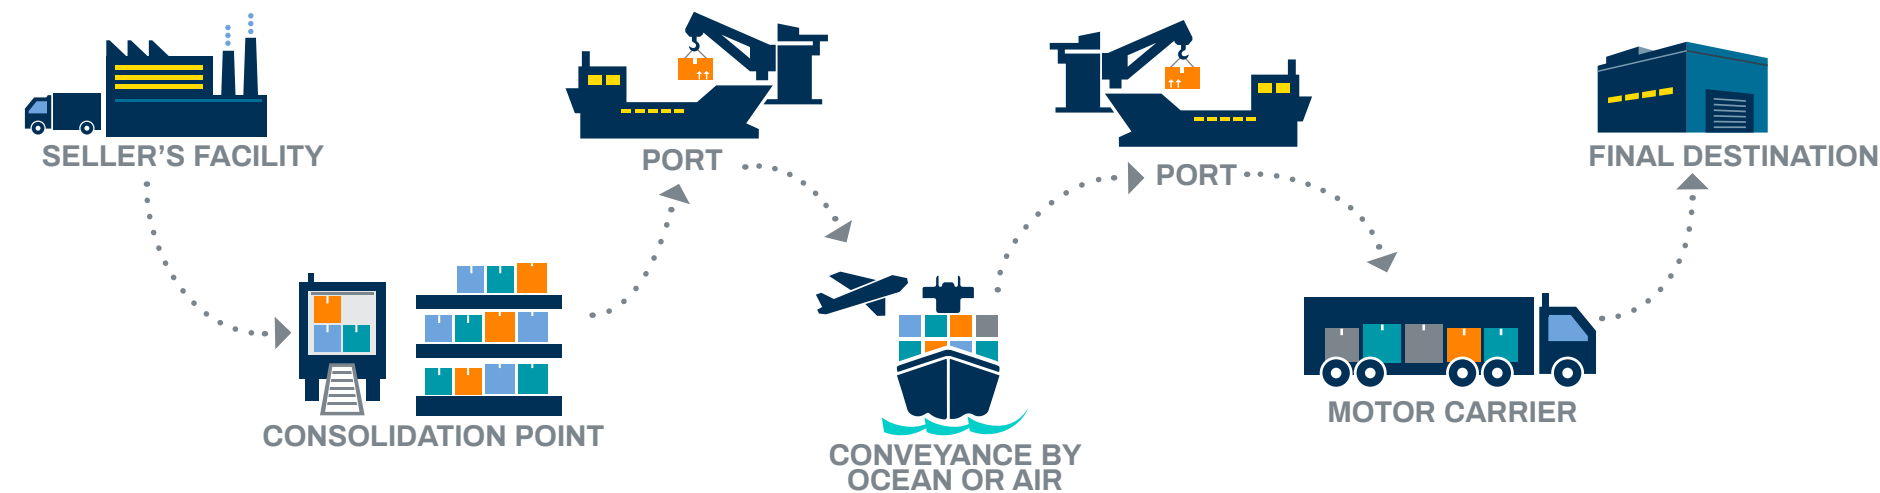 SELLER’S FACILITY
CONSOLIDATION POINT
PORT
CONVEYANCE BY
OCEAN OR AIR
PORT
MOTOR CARRIER
FINAL DESTINATION